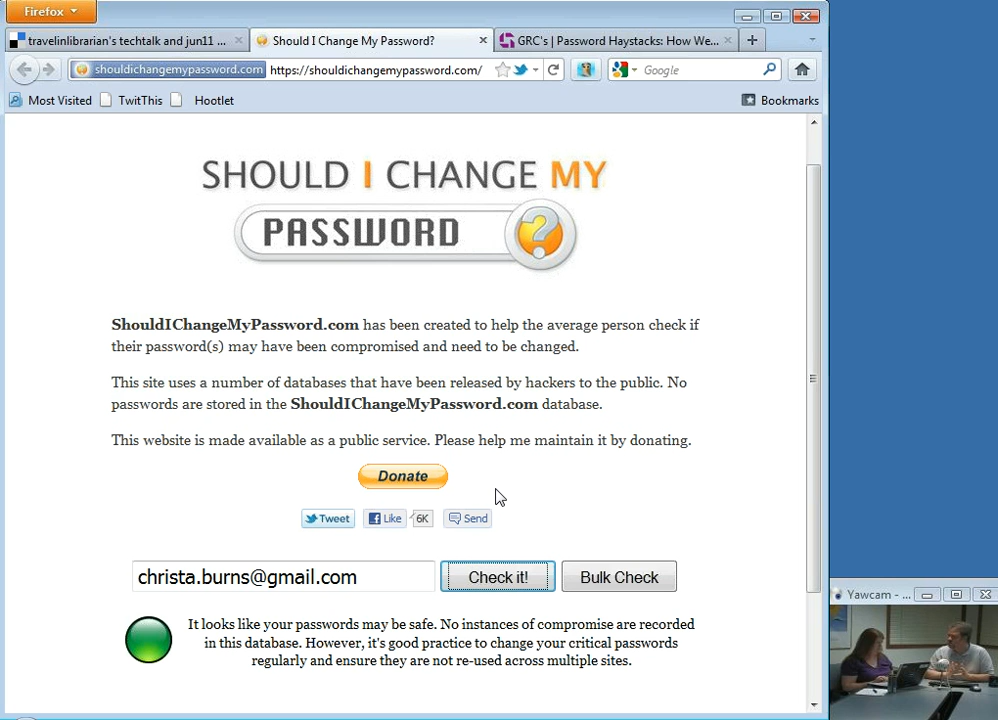 Firefox
travelinlibrarian's techtalk and jun11 ...
Should I Change My Password?
GRC's | Password Haystacks: How We...
shouldichangemypassword.com
https://shouldichangemypassword.com/
Google
Most Visited
TwitThis
Hootlet
Bookmarks
SHOULD I CHANGE MY
PASSWORD ?
ShouldIChangeMyPassword.com has been created to help the average person check if
their password(s) may have been compromised and need to be changed.
This site uses a number of databases that have been released by hackers to the public. No
passwords are stored in the ShouldIChangeMyPassword.com database.
This website is made available as a public service. Please help me maintain it by donating.
Donate
Tweet
Like
6K
Send
christa.burns@gmail.com
Check it!
Bulk Check
It looks like your passwords may be safe. No instances of compromise are recorded
in this database. However, it's good practice to change your critical passwords
regularly and ensure they are not re-used across multiple sites.
Yawcam - ...